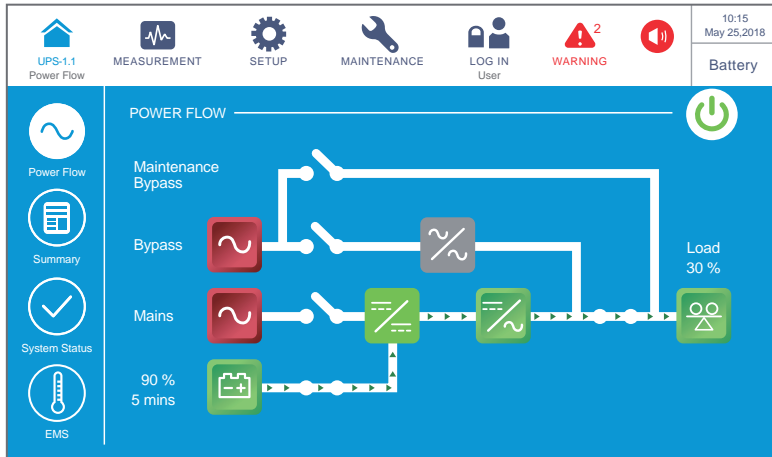 UPS-1.1
Power Flow
MEASUREMENT
SETUP
MAINTENANCE
LOG IN
User
2
WARNING
10:15
May 25,2018
Battery
POWER FLOW
Power Flow
Summary
System Status
EMS
Maintenance
Bypass
Bypass
Mains
90 %
5 mins
Load
30 %